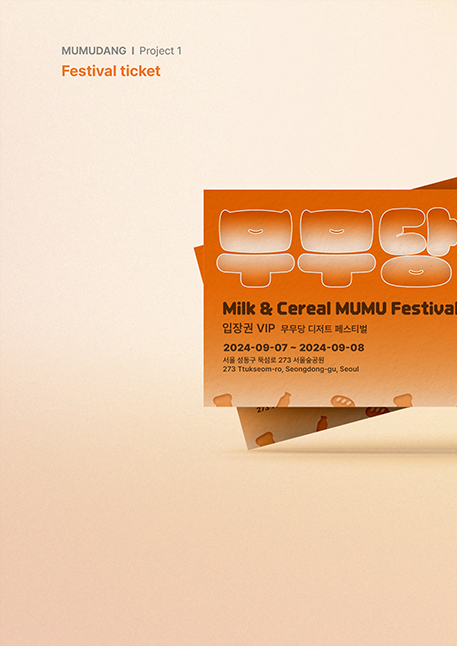 MUMUDANG I Project 1
Festival ticket
무무당
Milk & Cereal MUMU Festival
입장권 VIP 무무당 디저트 페스티벌
2024-09-07 ~ 2024-09-08
서울 성동구 뚝섬로 273 서울숲공원
273 Ttukseom-ro, Seongdong-gu, Seoul
273